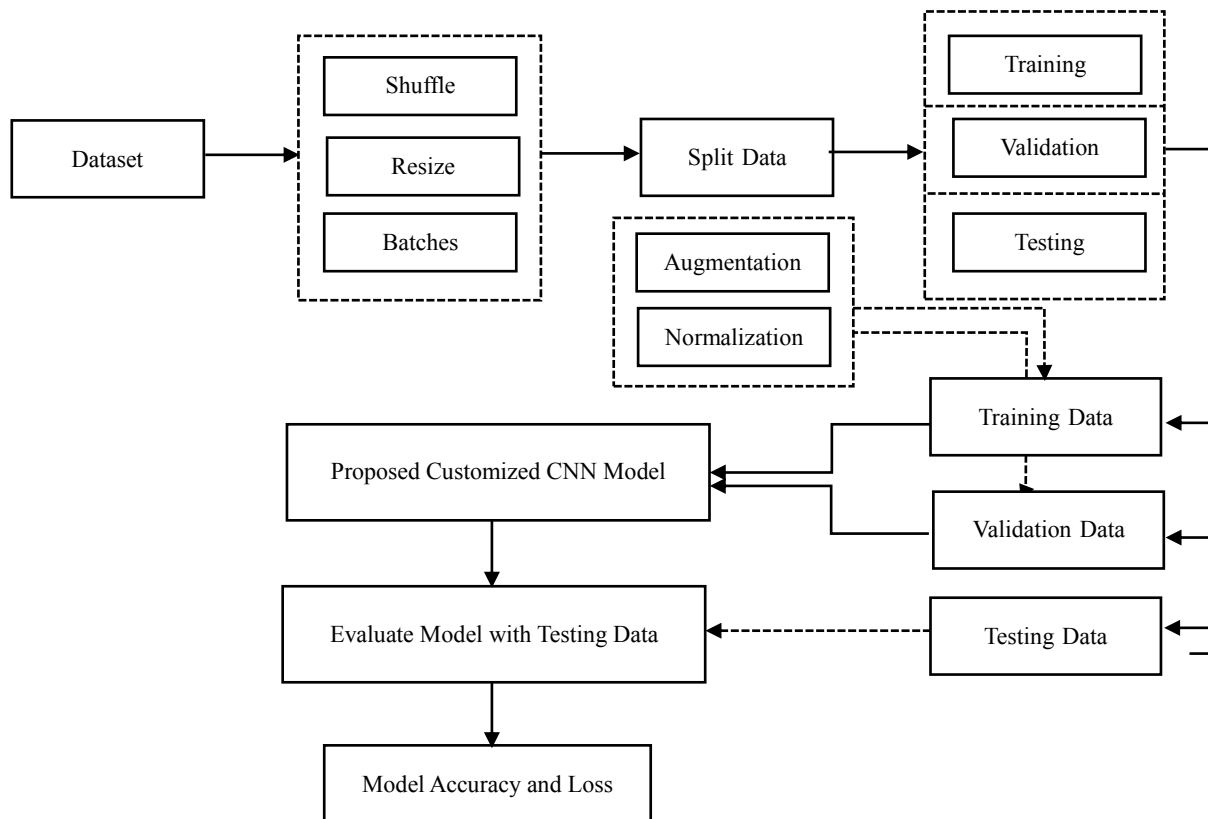 Dataset
Shuffle
Resize
Batches
Split Data
Training
Validation
Testing
Augmentation
Normalization
Training Data
Validation Data
Testing Data
Proposed Customized CNN Model
Evaluate Model with Testing Data
Model Accuracy and Loss